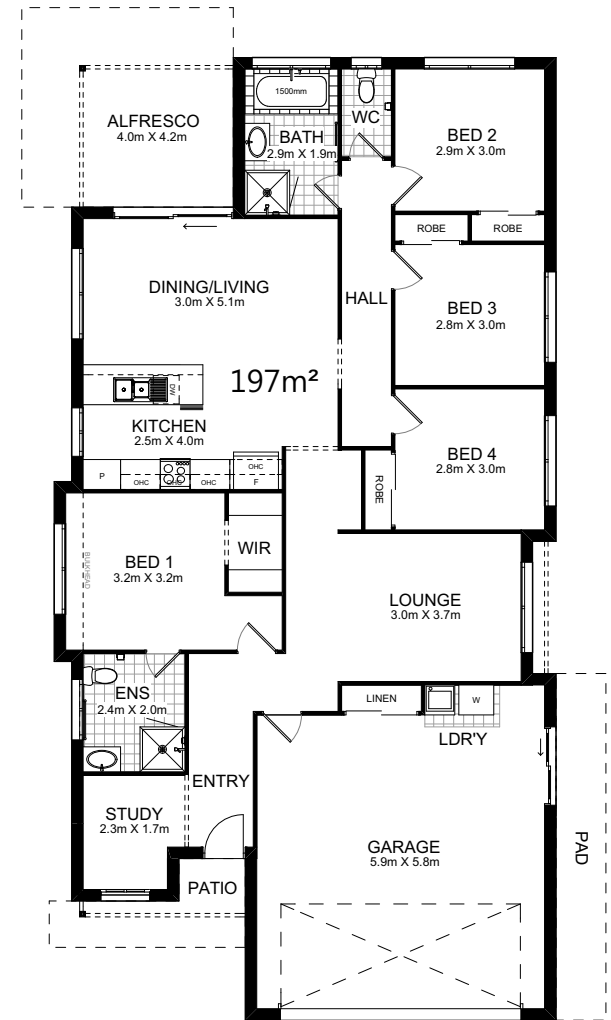 1500mm
WC
ALFRESCO
4.0m X 4.2m
BATH
2.9m X 1.9m
BED 2
2.9m X 3.0m
ROBE
ROBE
DINING/LIVING
3.0m X 5.1m
HALL
BED 3
2.8m X 3.0m
197m²
DW
KITCHEN
2.5m X 4.0m
BED 4
2.8m X 3.0m
P
OHC
OHC
OHC
OHC
F
ROBE
BULKHEAD
BED 1
3.2m X 3.2m
WIR
LOUNGE
3.0m X 3.7m
ENS
2.4m X 2.0m
LINEN
W
LDR'Y
ENTRY
STUDY
2.3m X 1.7m
GARAGE
5.9m X 5.8m
PAD
PATIO